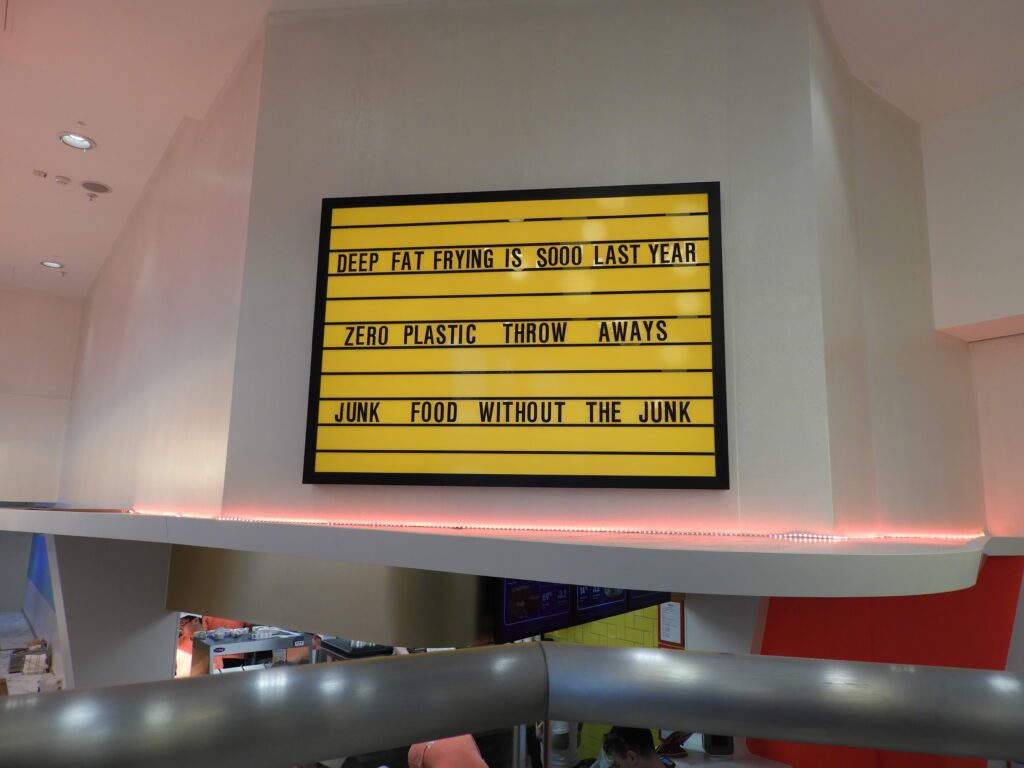 DEEP FAT FRYING IS SOOO LAST YEAR
ZERO PLASTIC THROW AWAYS
JUNK FOOD WITHOUT THE JUNK